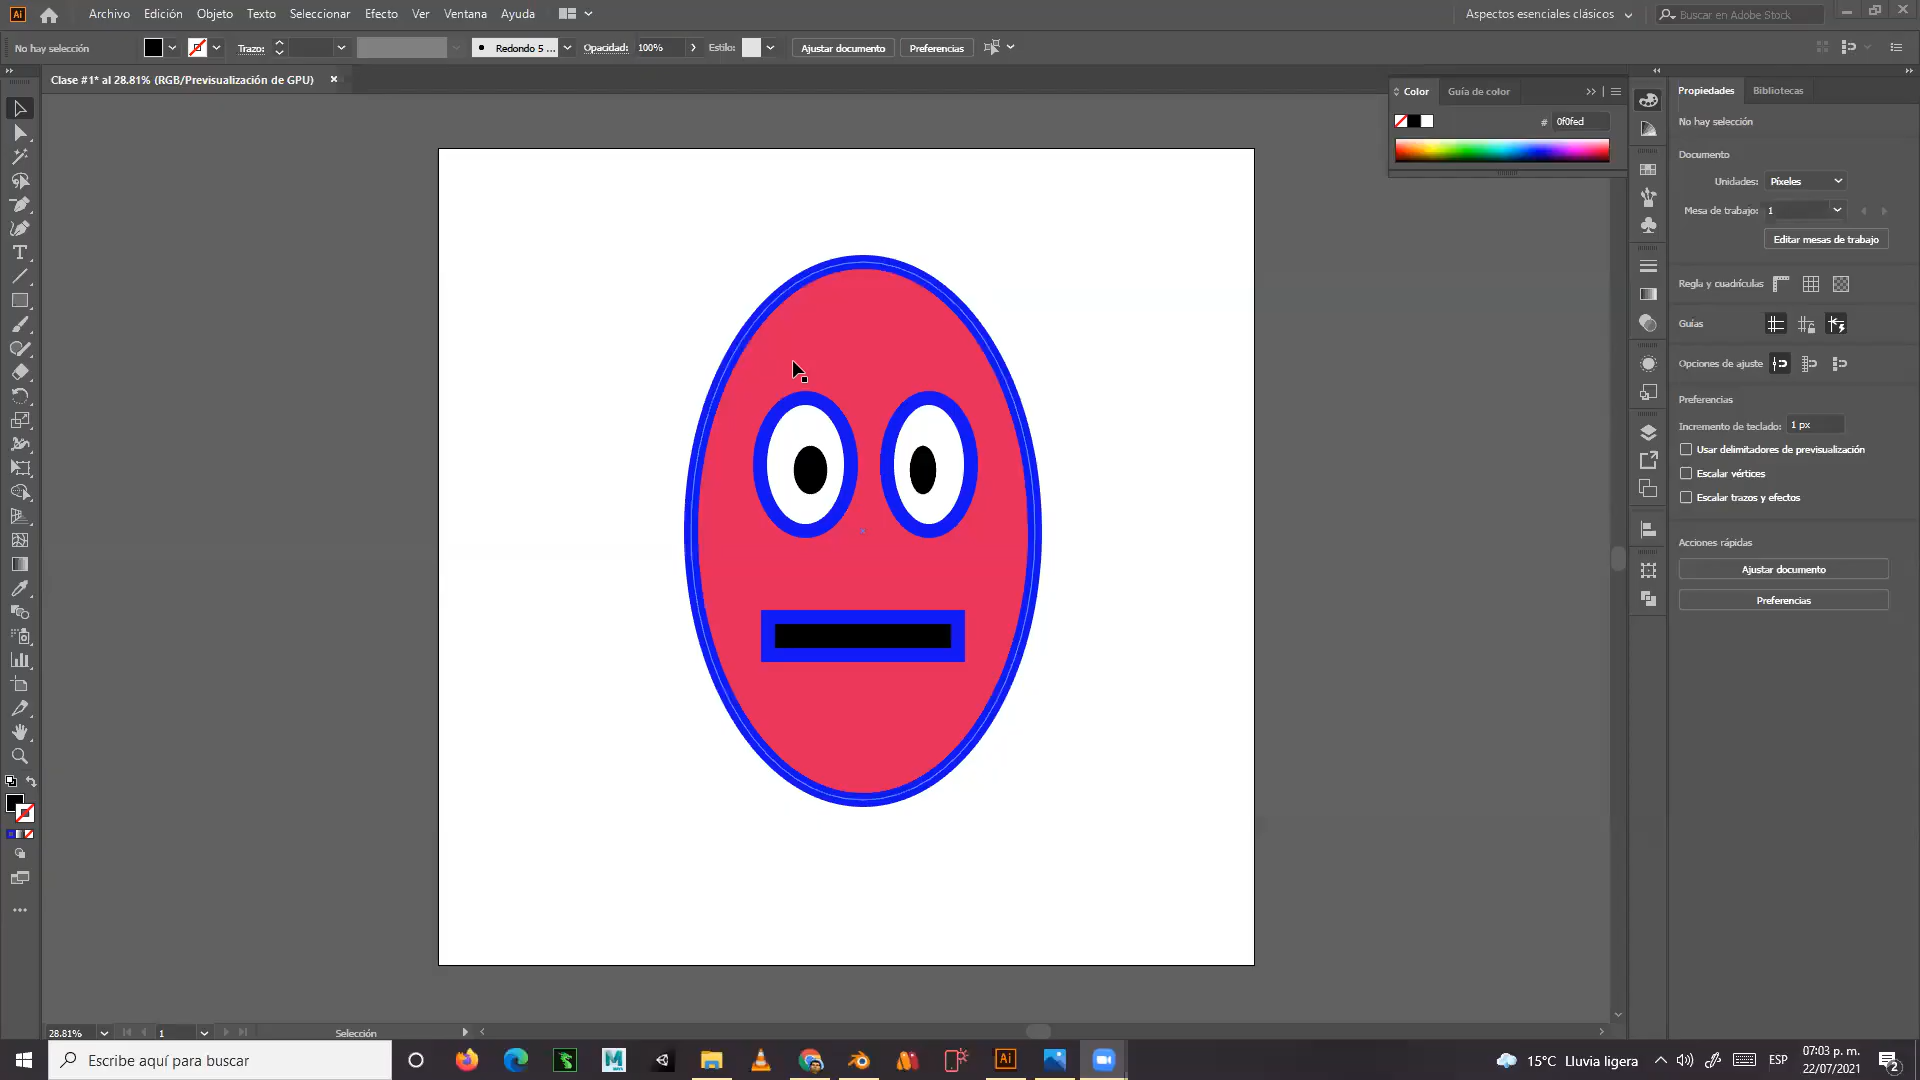 Ai Archivo Edición Objeto Texto Seleccionar Efecto Ver Ventana Ayuda Aspectos esenciales clásicos Buscar en Adobe Stock
No hay selección Trazo: Redondo 5 ... Opacidad: 100% Estilo: Ajustar documento Preferencias
Clase #1* al 28.81% (RGB/Previsualización de GPU)
Color Guía de color
# 0f0fed
Propiedades Bibliotecas
No hay selección
Documento
Unidades: Píxeles
Mesa de trabajo: 1
Editar mesas de trabajo
Regla y cuadrículas
Guías
Opciones de ajuste
Preferencias
Incremento de teclado: 1 px
Usar delimitadores de previsualización
Escalar vértices
Escalar trazos y efectos
Acciones rápidas
Ajustar documento
Preferencias
28.81% 1 Selección
Escribe aquí para buscar
Ai
15°C Lluvia ligera
ESP
07:03 p. m.
22/07/2021
2